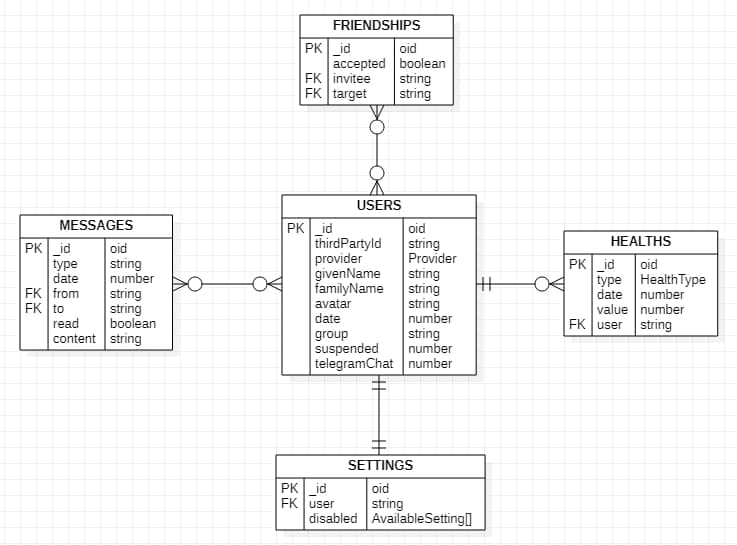 FRIENDSHIPS
PK _id oid
accepted boolean
FK invitee string
FK target string
MESSAGES
PK _id oid
type string
date number
FK from string
FK to string
read boolean
content string
USERS
PK _id oid
thirdPartyId string
provider Provider
givenName string
familyName string
avatar string
date number
group string
suspended number
telegramChat number
HEALTHS
PK _id oid
type HealthType
date number
value number
FK user string
SETTINGS
PK _id oid
FK user string
disabled AvailableSetting[]